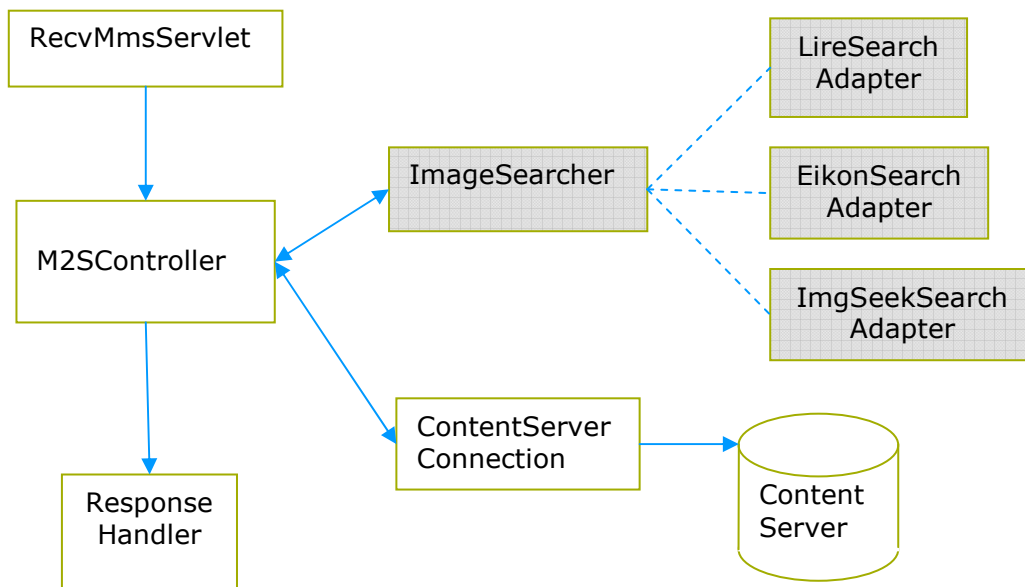 RecvMmsServlet
LireSearch
Adapter
ImageSearcher
EikonSearch
Adapter
M2SController
ImgSeekSearch
Adapter
ContentServer
Connection
Response
Handler
Content
Server